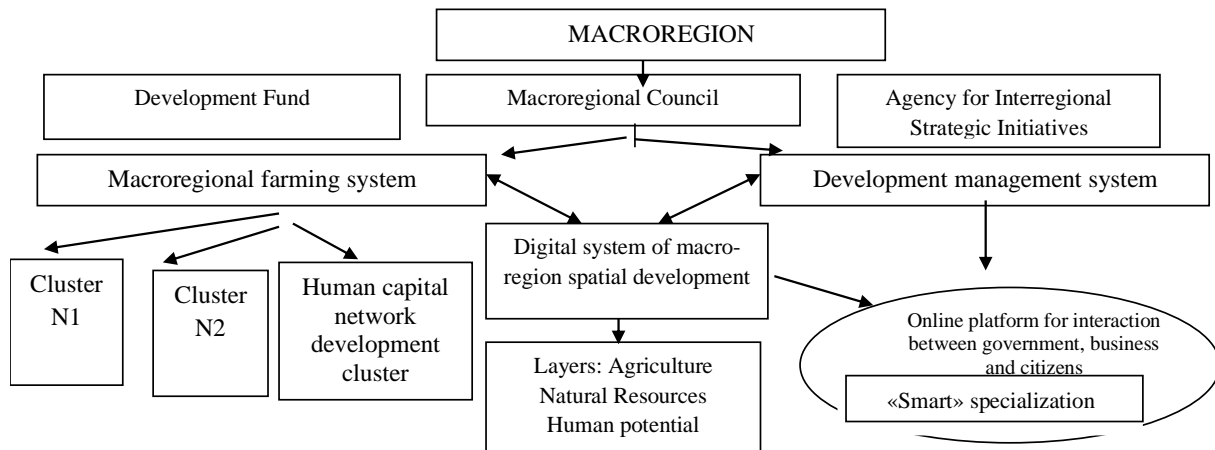 MACROREGION
Development Fund
Macroregional Council
Agency for Interregional
Strategic Initiatives
Macroregional farming system
Development management system
Cluster
N1
Cluster
N2
Human capital
network
development
cluster
Digital system of macro-
region spatial development
Layers: Agriculture
Natural Resources
Human potential
Online platform for interaction
between government, business
and citizens
«Smart» specialization